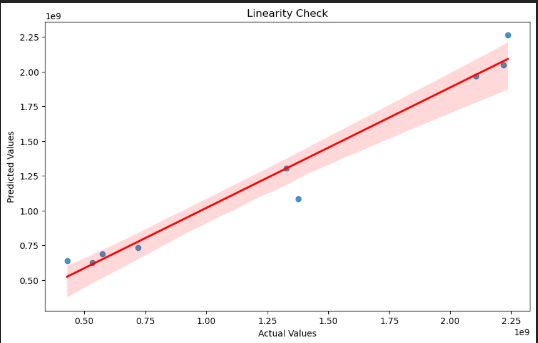 Linearity Check
1e9
2.25
2.00
1.75
1.50
1.25
1.00
0.75
0.50
Predicted Values
0.50 0.75 1.00 1.25 1.50 1.75 2.00 2.25
1e9
Actual Values